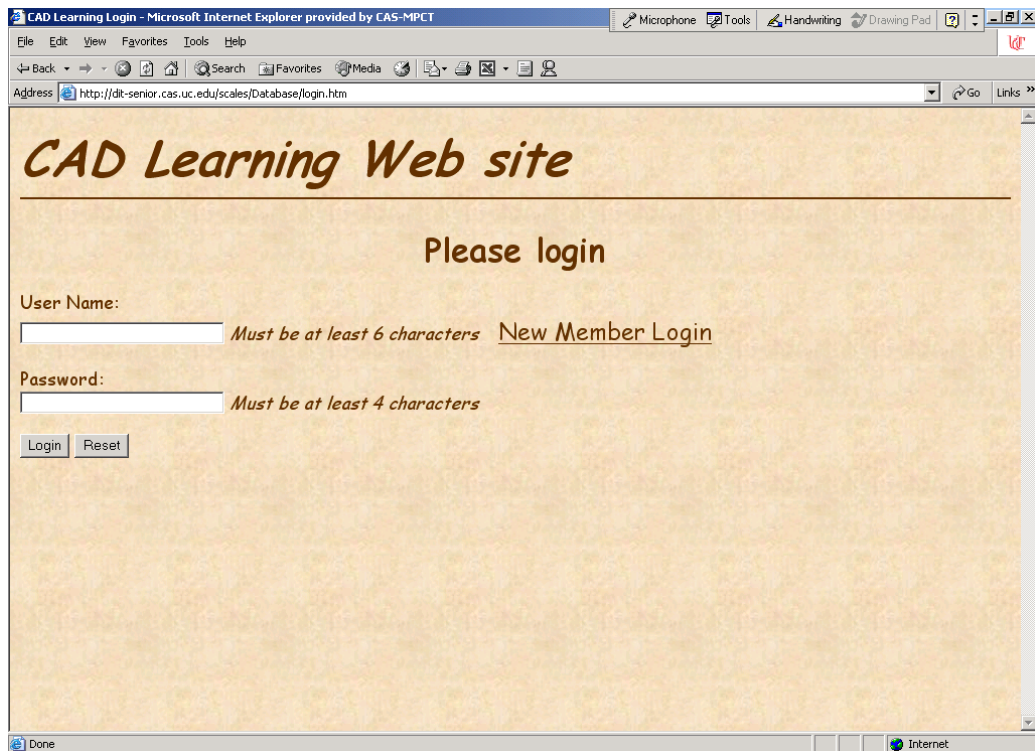 CAD Learning Login - Microsoft Internet Explorer provided by CAS-MPCT
Microphone Tools Handwriting Drawing Pad
File Edit View Favorites Tools Help
Back Search Favorites Media
Address http://dit-senior.cas.uc.edu/scales/Database/login.htm Go Links »
CAD Learning Web site
Please login
User Name:
Must be at least 6 characters New Member Login
Password:
Must be at least 4 characters
Login Reset
Done Internet